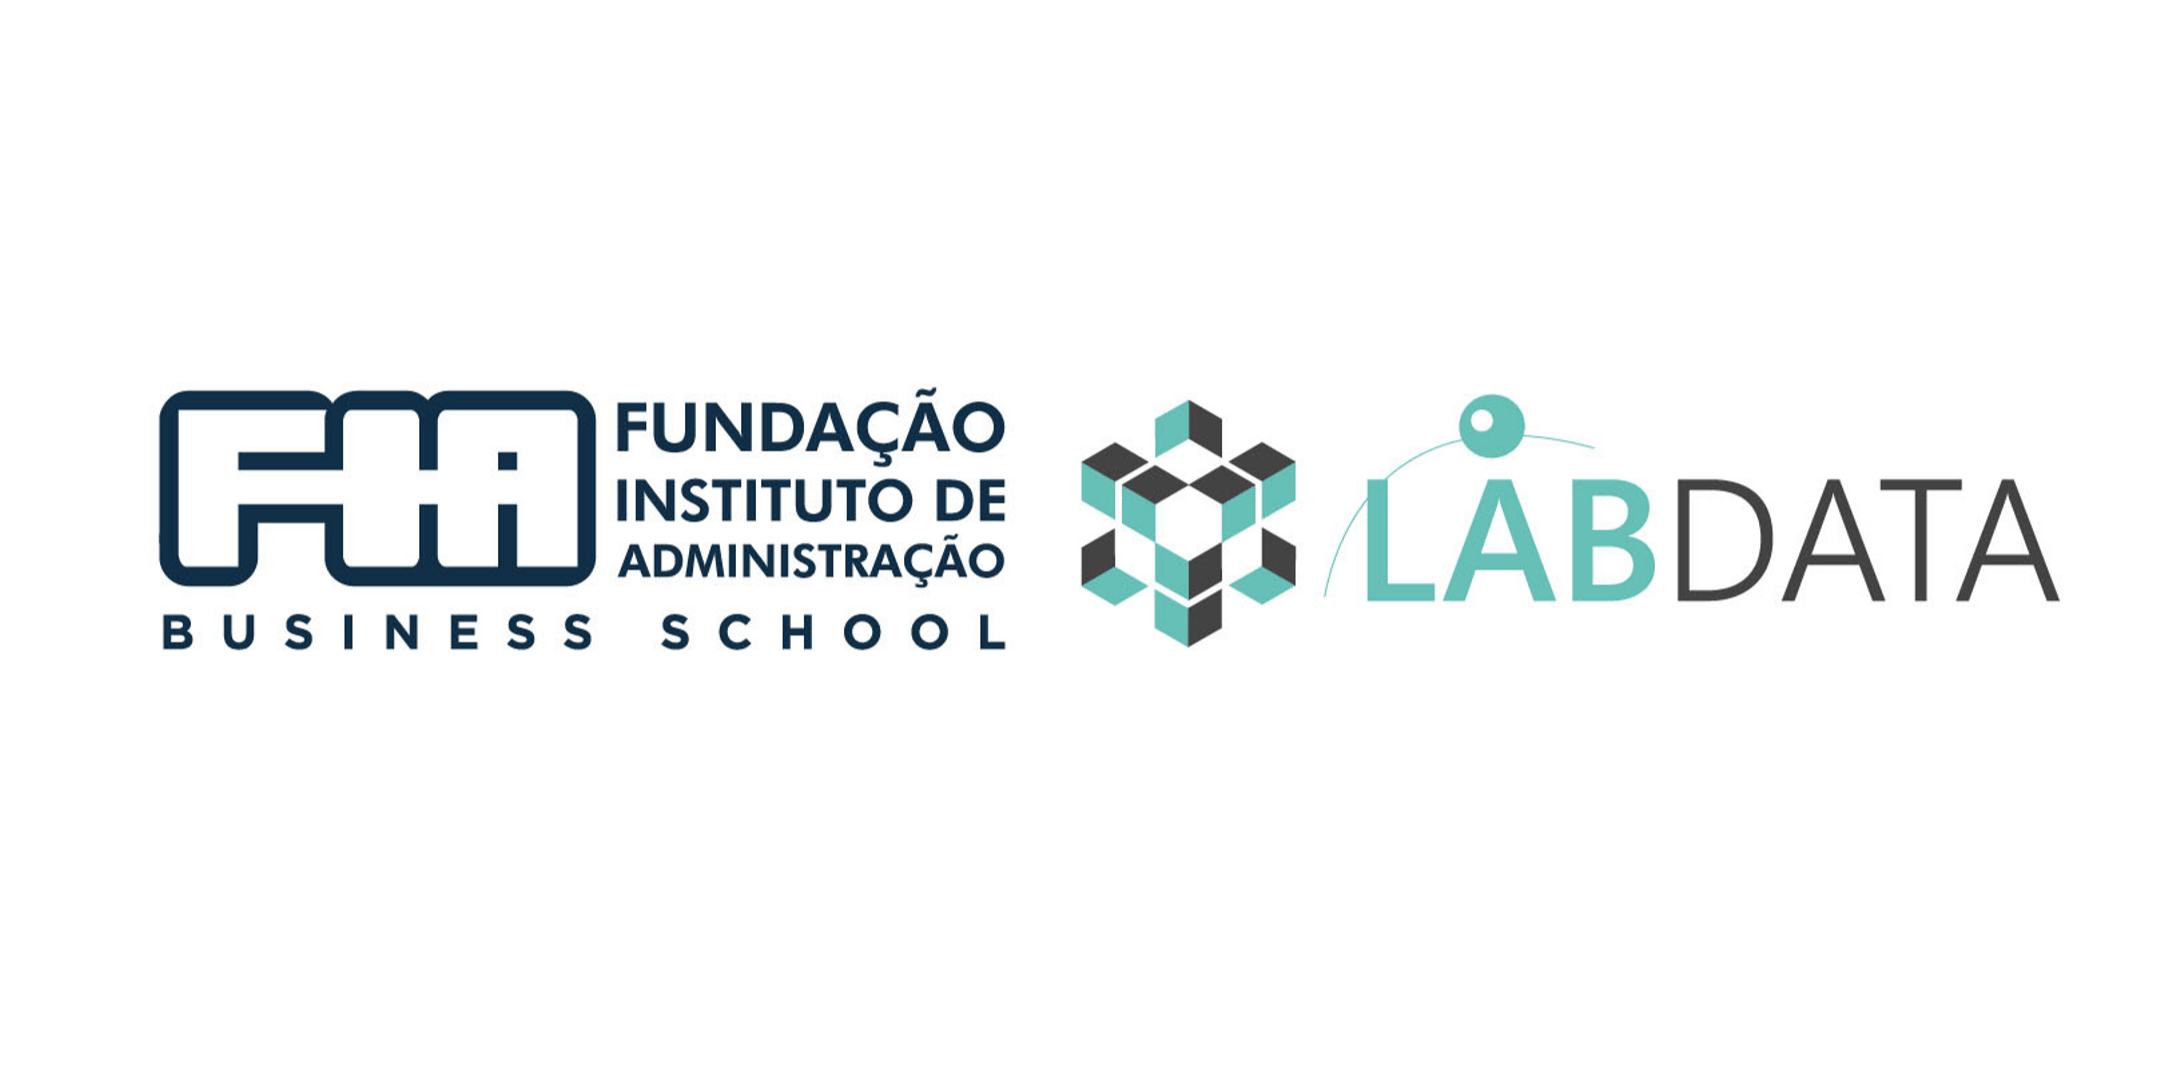 FIA
FUNDAÇÃO
INSTITUTO DE
ADMINISTRAÇÃO
BUSINESS SCHOOL
LABDATA